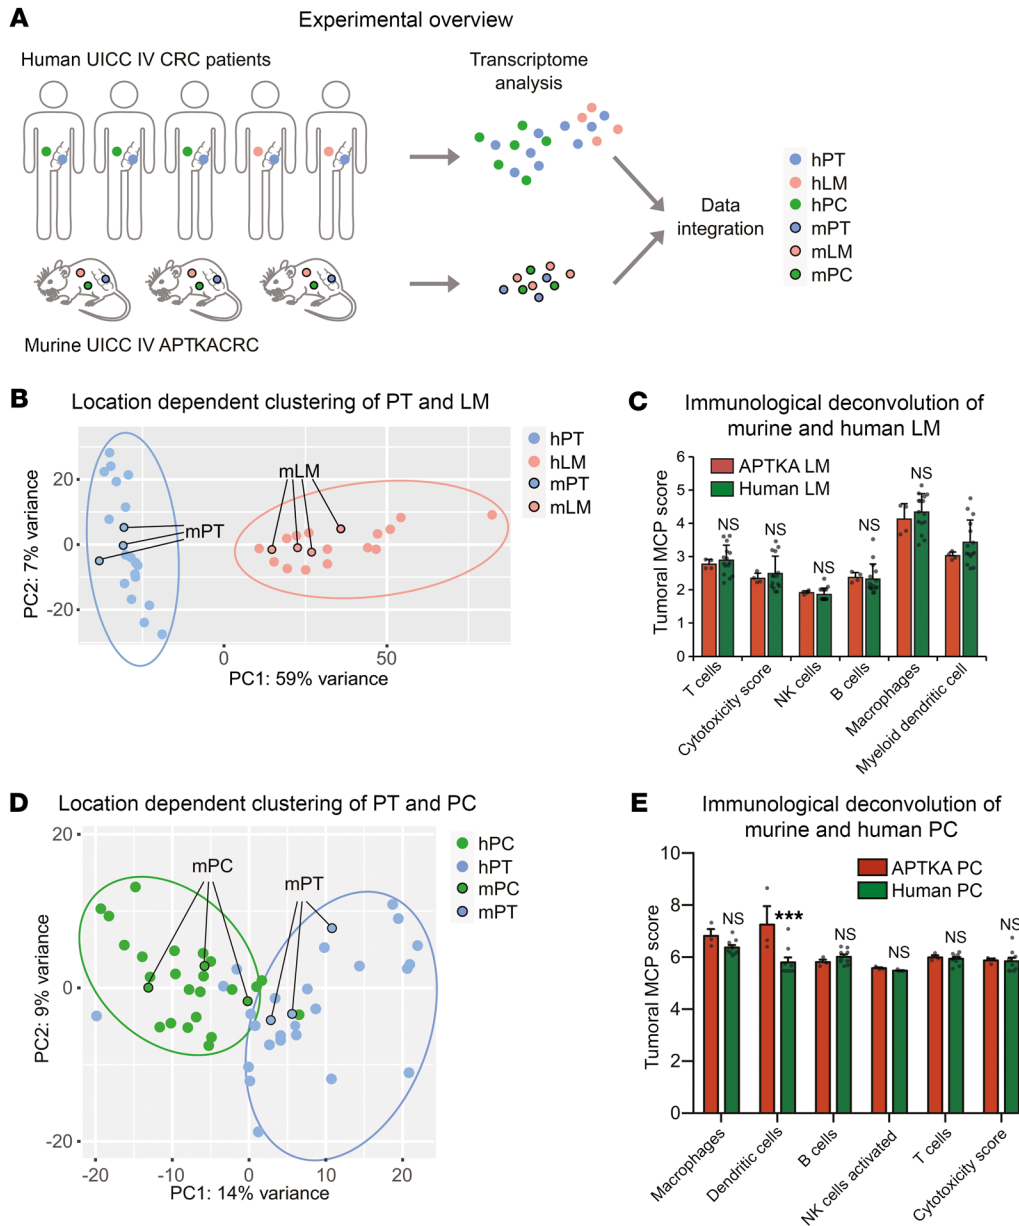 A
Experimental overview
Human UICC IV CRC patients
Transcriptome
analysis
Data
integration
hPT
hLM
hPC
mPT
mLM
mPC
Murine UICC IV APTKACRC
B
Location dependent clustering of PT and LM
PC2: 7% variance
20
0
-20
mPT
mLM
0
50
PC1: 59% variance
hPT
hLM
mPT
mLM
C
Immunological deconvolution of
murine and human LM
Tumoral MCP score
6
5
4
3
2
1
0
APTKA LM
Human LM
NS
NS
NS
NS
NS
T cells
Cytotoxicity score
NK cells
B cells
Macrophages
Myeloid dendritic cell
D
Location dependent clustering of PT and PC
PC2: 9% variance
20
0
-20
mPC
mPT
-20
-10
0
10
20
PC1: 14% variance
hPC
hPT
mPC
mPT
E
Immunological deconvolution of
murine and human PC
Tumoral MCP score
10
8
6
4
2
0
APTKA PC
Human PC
NS
***
NS
NS
NS
NS
Macrophages
Dendritic cells
B cells
NK cells activated
T cells
Cytotoxicity score